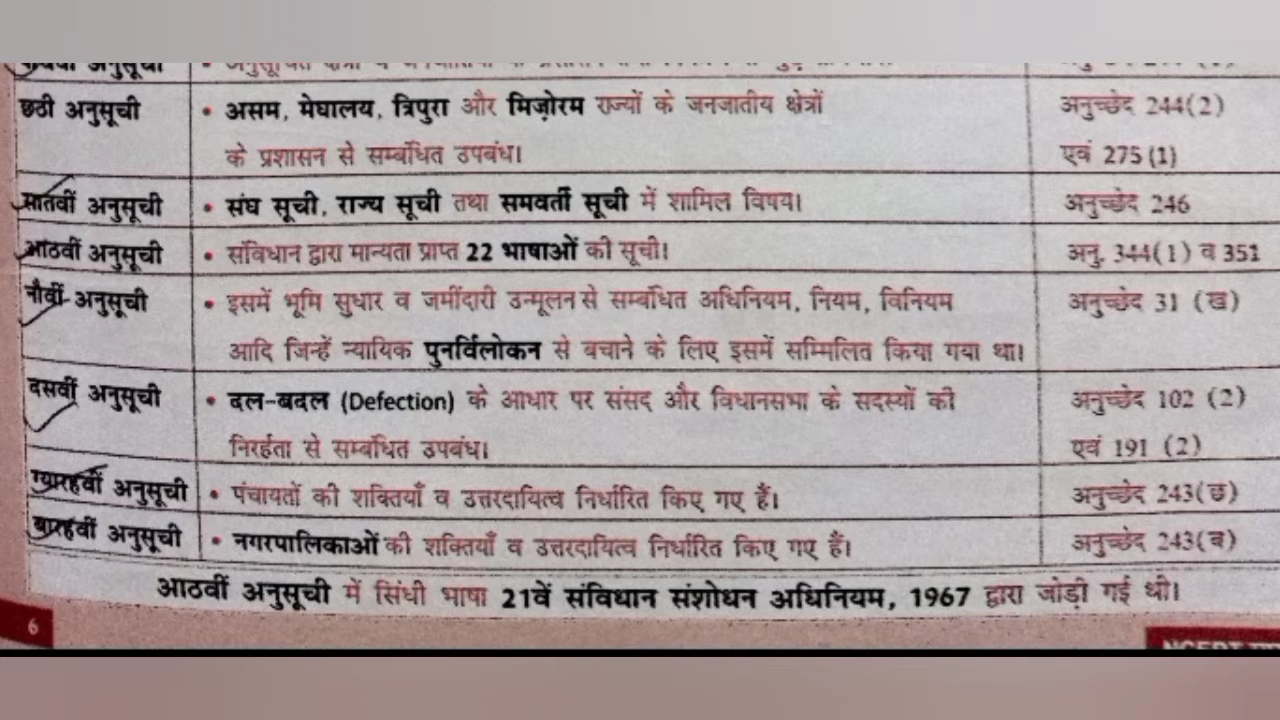 अनुसूची
छठी अनुसूची • असम, मेघालय, त्रिपुरा और मिज़ोरम राज्यों के जनजातीय क्षेत्रों अनुच्छेद 244(2)
के प्रशासन से सम्बंधित उपबंध। एवं 275 (1)
सातवीं अनुसूची • संघ सूची, राज्य सूची तथा समवर्ती सूची में शामिल विषय। अनुच्छेद 246
आठवीं अनुसूची • संविधान द्वारा मान्यता प्राप्त 22 भाषाओं की सूची। अनु. 344(1) व 351
नौवीं अनुसूची • इसमें भूमि सुधार व जमींदारी उन्मूलन से सम्बंधित अधिनियम, नियम, विनियम अनुच्छेद 31 (ख)
आदि जिन्हें न्यायिक पुनर्विलोकन से बचाने के लिए इसमें सम्मिलित किया गया था।
दसवीं अनुसूची • दल-बदल (Defection) के आधार पर संसद और विधानसभा के सदस्यों की अनुच्छेद 102 (2)
निरर्हता से सम्बंधित उपबंध। एवं 191 (2)
ग्यारहवीं अनुसूची • पंचायतों की शक्तियाँ व उत्तरदायित्व निर्धारित किए गए हैं। अनुच्छेद 243(छ)
बारहवीं अनुसूची • नगरपालिकाओं की शक्तियाँ व उत्तरदायित्व निर्धारित किए गए हैं। अनुच्छेद 243(ब)
आठवीं अनुसूची में सिंधी भाषा 21वें संविधान संशोधन अधिनियम, 1967 द्वारा जोड़ी गई थी।
6
NCERT